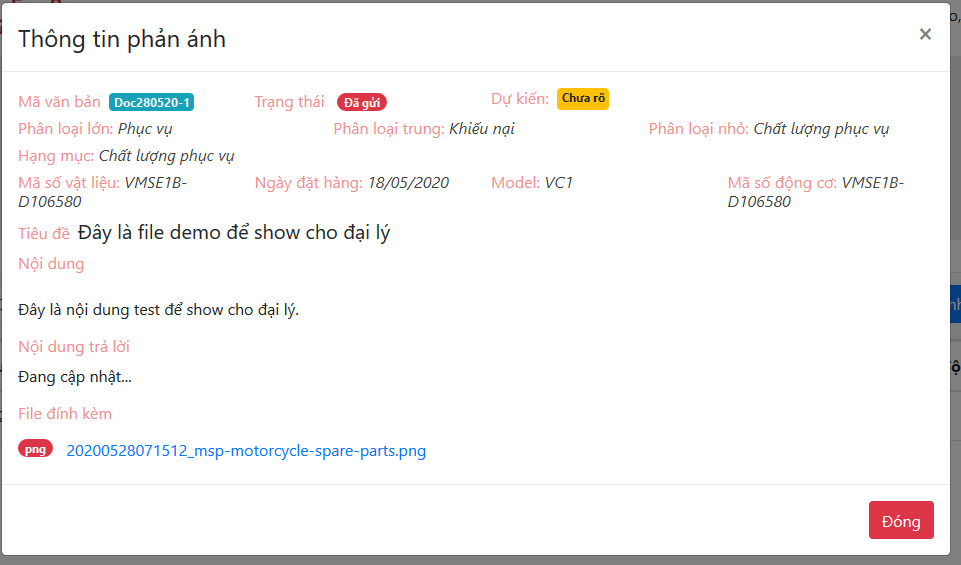 Thông tin phản ánh ×
Mã văn bản Doc280520-1 Trạng thái Đã gửi Dự kiến: Chưa rõ
Phân loại lớn: Phục vụ Phân loại trung: Khiếu nại Phân loại nhỏ: Chất lượng phục vụ
Hạng mục: Chất lượng phục vụ
Mã số vật liệu: VMSE1B-D106580 Ngày đặt hàng: 18/05/2020 Model: VC1 Mã số động cơ: VMSE1B-D106580
Tiêu đề Đây là file demo để show cho đại lý
Nội dung
Đây là nội dung test để show cho đại lý.
Nội dung trả lời
Đang cập nhật...
File đính kèm
png 20200528071512_msp-motorcycle-spare-parts.png
Đóng